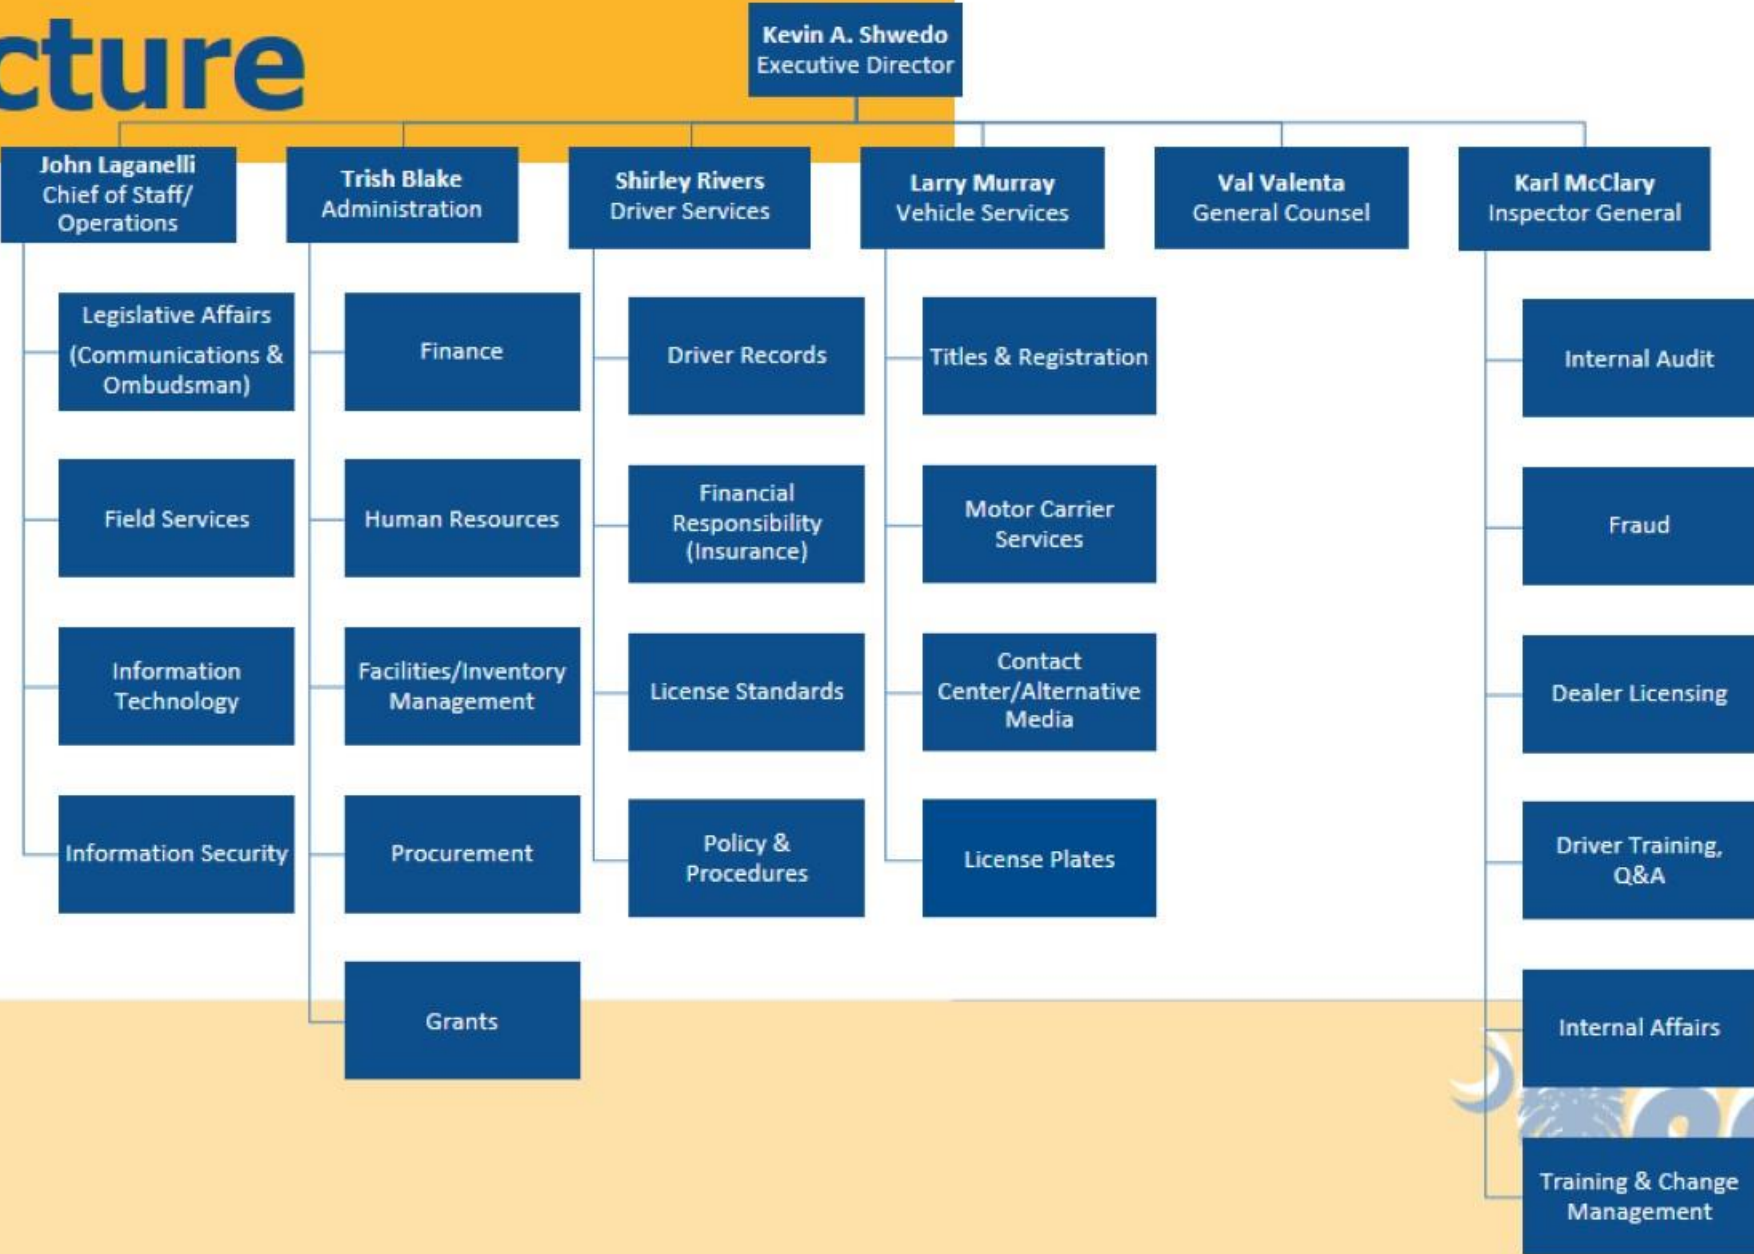 cture
Kevin A. Shwedo
Executive Director
John Laganelli
Chief of Staff/
Operations
Legislative Affairs
(Communications &
Ombudsman)
Field Services
Information
Technology
Information Security
Trish Blake
Administration
Finance
Human Resources
Facilities/Inventory
Management
Procurement
Grants
Shirley Rivers
Driver Services
Driver Records
Financial
Responsibility
(Insurance)
License Standards
Policy &
Procedures
Larry Murray
Vehicle Services
Titles & Registration
Motor Carrier
Services
Contact
Center/Alternative
Media
License Plates
Val Valenta
General Counsel
Karl McClary
Inspector General
Internal Audit
Fraud
Dealer Licensing
Driver Training,
Q&A
Internal Affairs
Training & Change
Management